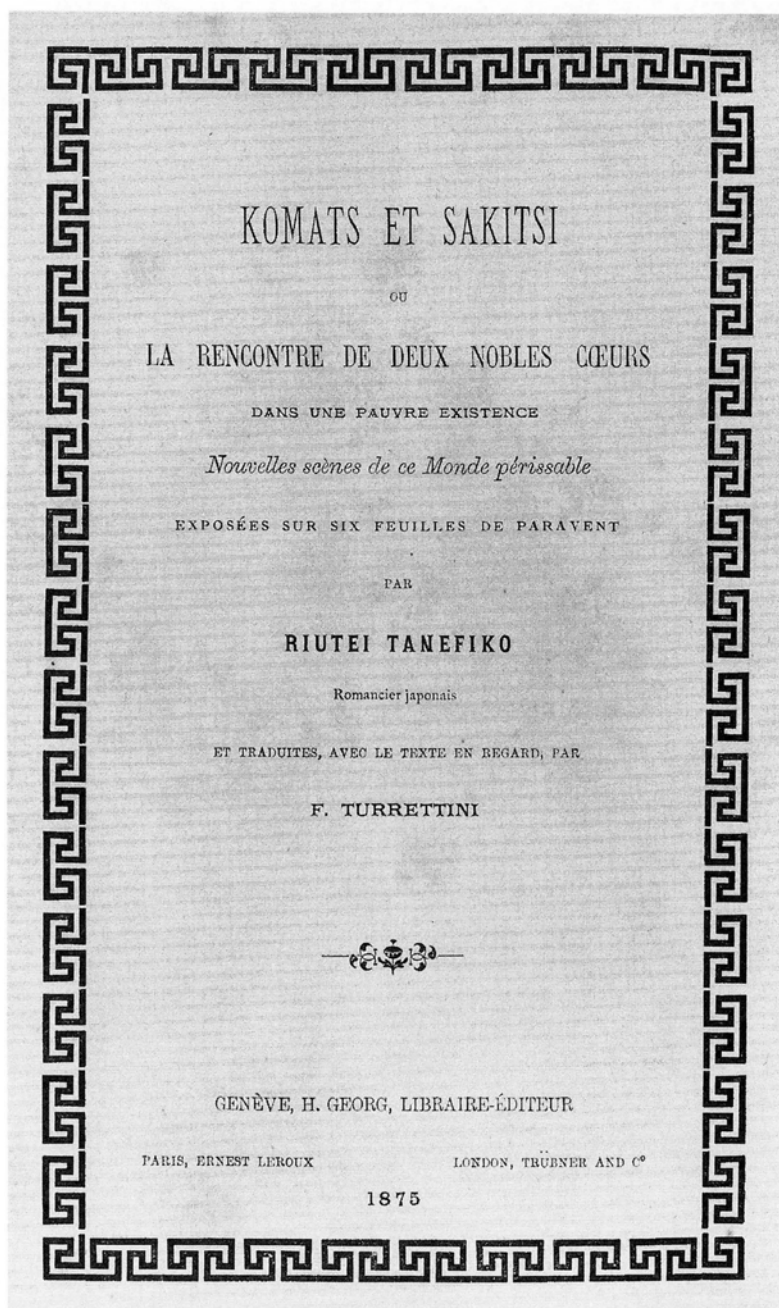 KOMATS ET SAKITSI
OU
LA RENCONTRE DE DEUX NOBLES CŒURS
DANS UNE PAUVRE EXISTENCE
Nouvelles scènes de ce Monde périssable
EXPOSÉES SUR SIX FEUILLES DE PARAVENT
PAR
RIUTEI TANEFIKO
Romancier japonais
ET TRADUITES, AVEC LE TEXTE EN REGARD, PAR
F. TURRETTINI
GENÈVE, H. GEORG, LIBRAIRE-ÉDITEUR
PARIS, ERNEST LEROUX LONDON, TRÜBNER AND Cº
1875